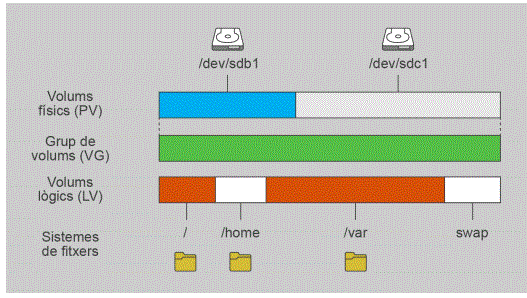 /dev/sdb1 /dev/sdc1
Volums
físics (PV)
Grup de
volums (VG)
Volums
lògics (LV)
/ /home /var swap
Sistemes
de fitxers